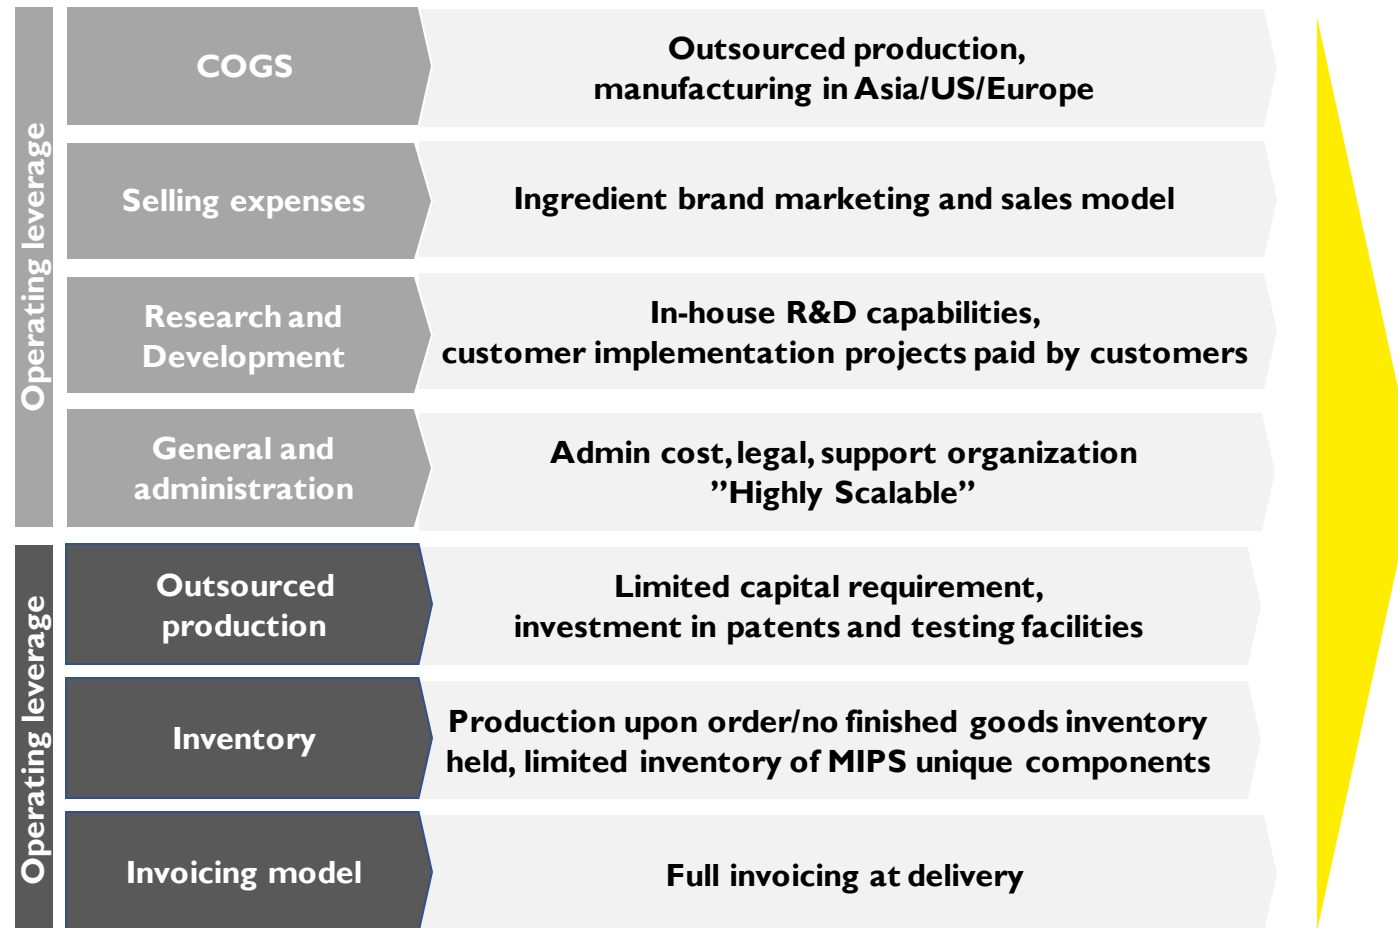 Operating leverage
COGS
Outsourced production,
manufacturing in Asia/US/Europe
Selling expenses
Ingredient brand marketing and sales model
Research and
Development
In-house R&D capabilities,
customer implementation projects paid by customers
General and
administration
Admin cost, legal, support organization
”Highly Scalable”
Operating leverage
Outsourced
production
Limited capital requirement,
investment in patents and testing facilities
Inventory
Production upon order/no finished goods inventory
held, limited inventory of MIPS unique components
Invoicing model
Full invoicing at delivery